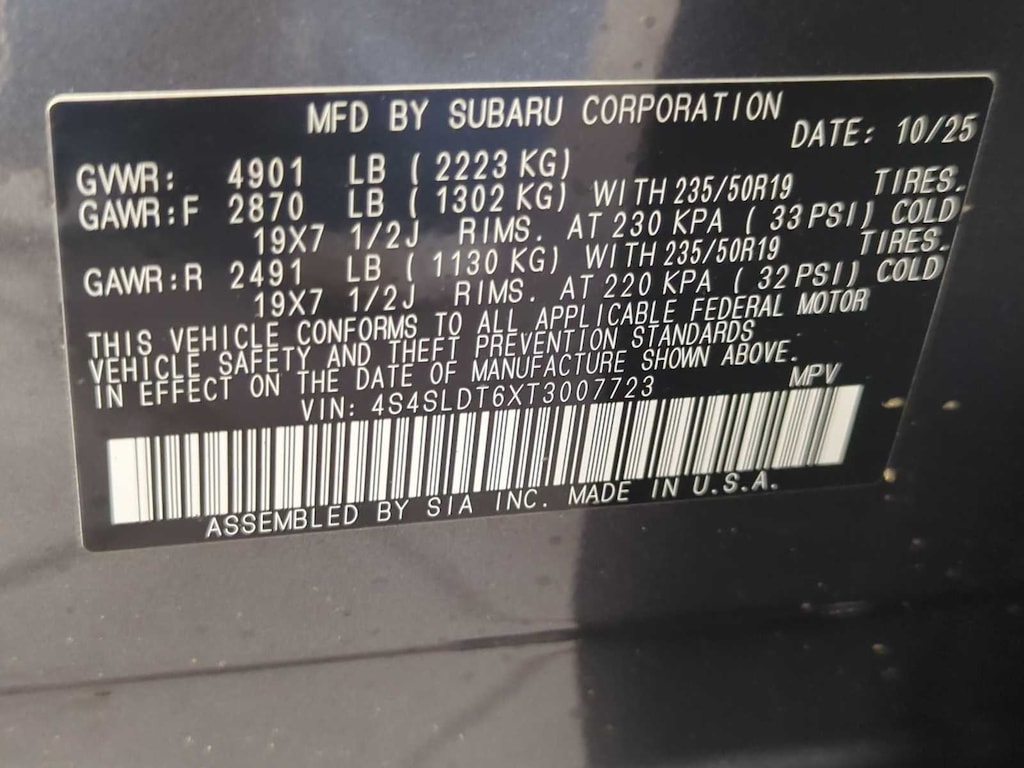 MFD BY SUBARU CORPORATION
DATE: 10/25
GVWR: 4901 LB ( 2223 KG)
GAWR:F 2870 LB ( 1302 KG) WITH 235/50R19 TIRES.
19X7 1/2J RIMS. AT 230 KPA ( 33 PSI) COLD
GAWR:R 2491 LB ( 1130 KG) WITH 235/50R19 TIRES.
19X7 1/2J RIMS. AT 220 KPA ( 32 PSI) COLD
THIS VEHICLE CONFORMS TO ALL APPLICABLE FEDERAL MOTOR
VEHICLE SAFETY AND THEFT PREVENTION STANDARDS
IN EFFECT ON THE DATE OF MANUFACTURE SHOWN ABOVE.
VIN: 4S4SLDT6XT3007723 MPV
ASSEMBLED BY SIA INC. MADE IN U.S.A.